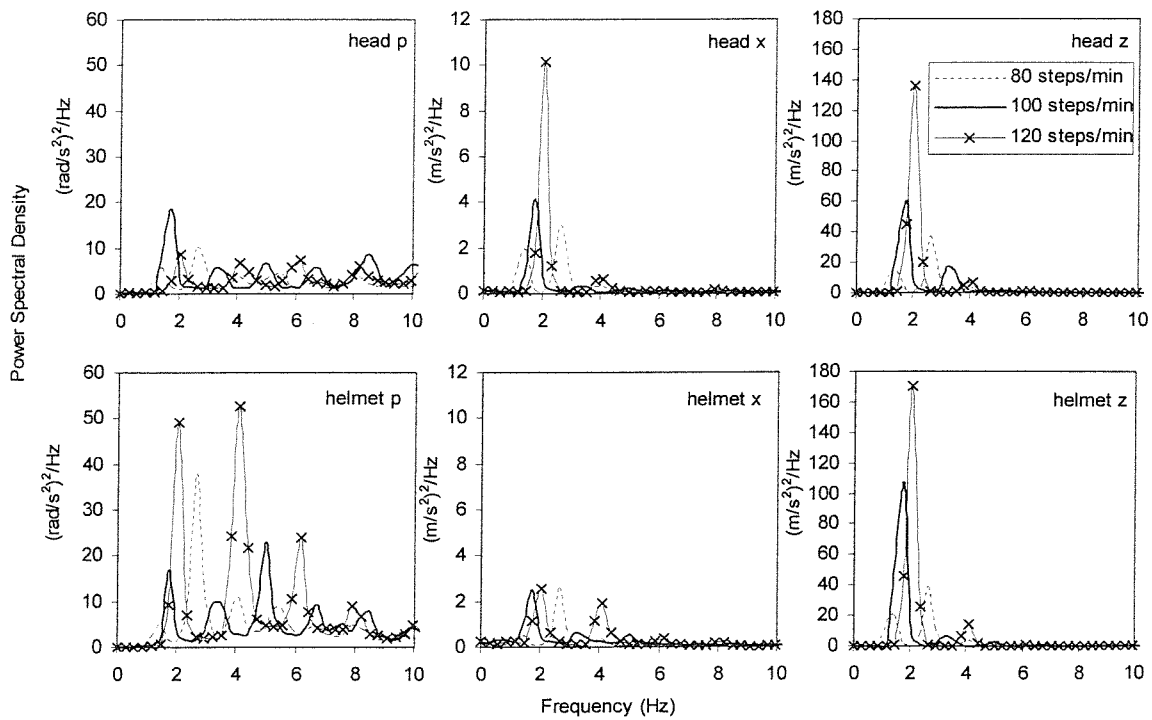 head p
60
50
40
30
20
10
0
(rad/s²)²/Hz
0 2 4 6 8 10
head x
12
10
8
6
4
2
0
(m/s²)²/Hz
0 2 4 6 8 10
head z
180
160
140
120
100
80
60
40
20
0
(m/s²)²/Hz
0 2 4 6 8 10
80 steps/min
100 steps/min
120 steps/min
Power Spectral Density
helmet p
60
50
40
30
20
10
0
(rad/s²)²/Hz
0 2 4 6 8 10
helmet x
12
10
8
6
4
2
0
(m/s²)²/Hz
0 2 4 6 8 10
helmet z
180
160
140
120
100
80
60
40
20
0
(m/s²)²/Hz
0 2 4 6 8 10
Frequency (Hz)